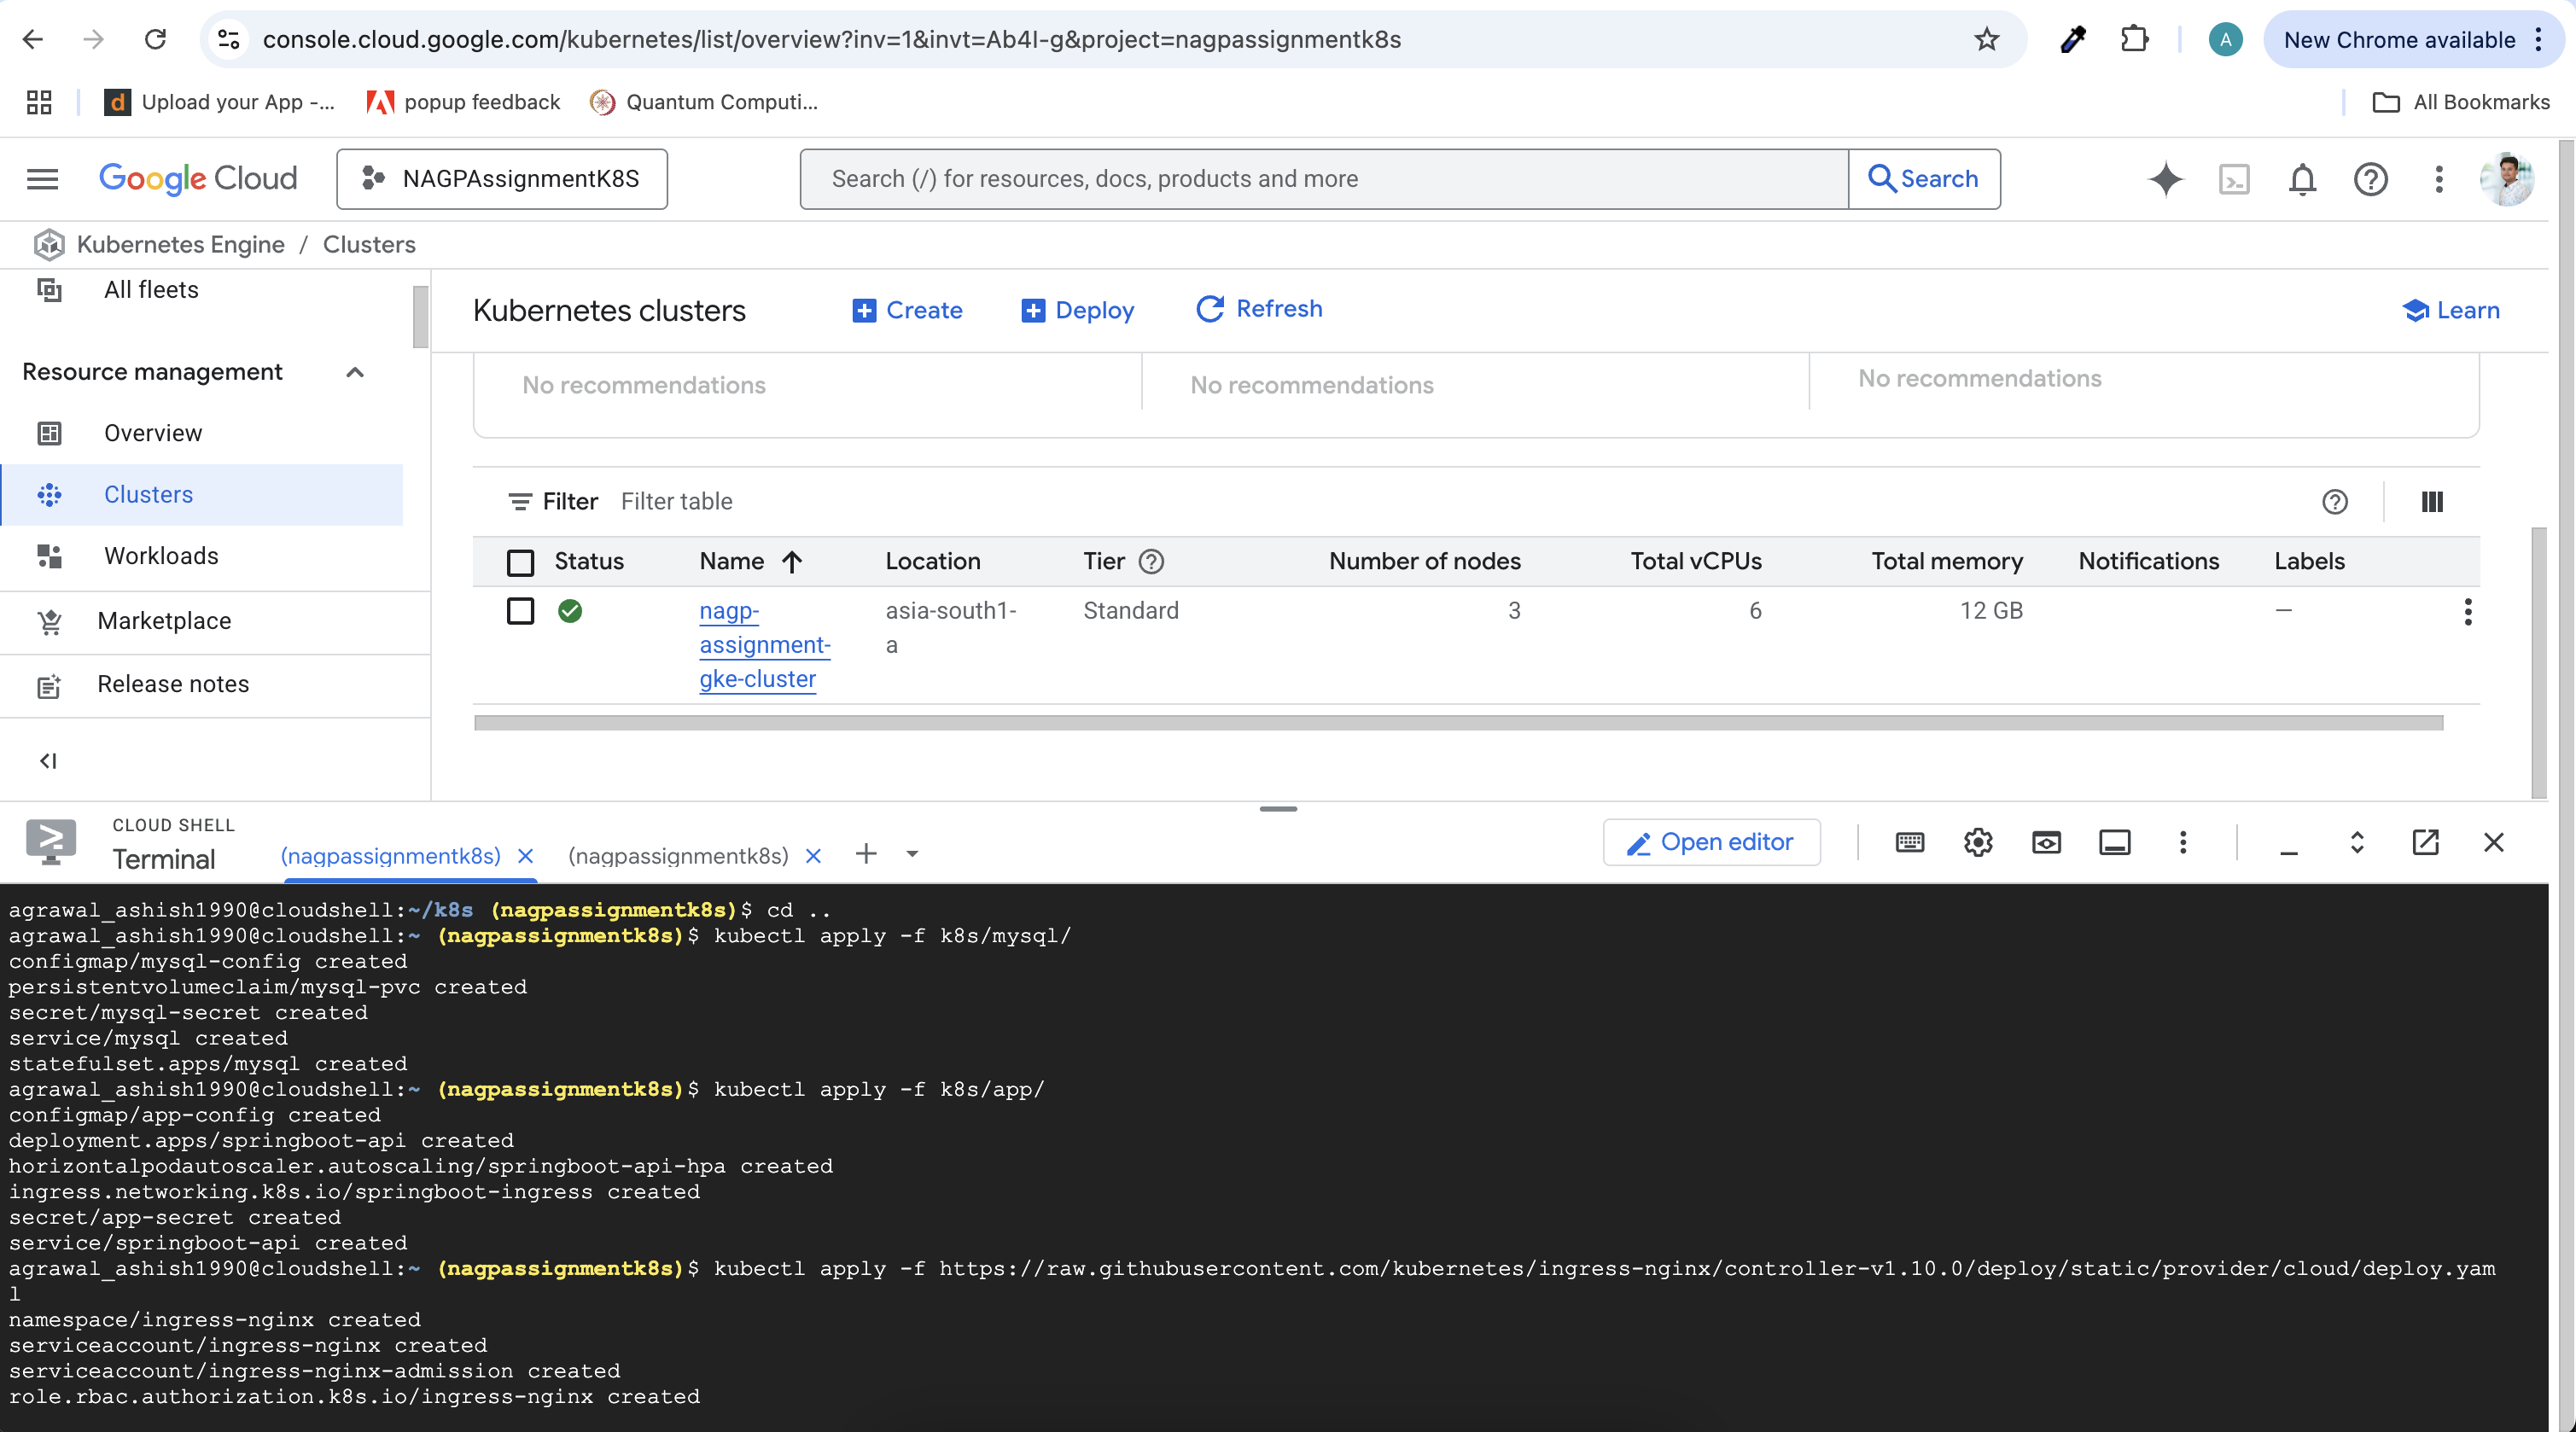 console.cloud.google.com/kubernetes/list/overview?inv=1&invt=Ab4I-g&project=nagpassignmentk8s
A
New Chrome available
d Upload your App -...
popup feedback
Quantum Computi...
All Bookmarks
Google Cloud
NAGPAssignmentK8S
Search (/) for resources, docs, products and more
Search
Kubernetes Engine / Clusters
All fleets
Resource management
Overview
Clusters
Workloads
Marketplace
Release notes
Kubernetes clusters
Create
Deploy
Refresh
Learn
No recommendations
No recommendations
No recommendations
Filter Filter table
Status Name Location Tier Number of nodes Total vCPUs Total memory Notifications Labels
nagp- asia-south1- Standard 3 6 12 GB —
assignment- a
gke-cluster
CLOUD SHELL
Terminal
(nagpassignmentk8s)
(nagpassignmentk8s)
Open editor
agrawal_ashish1990@cloudshell:~/k8s (nagpassignmentk8s)$ cd ..
agrawal_ashish1990@cloudshell:~ (nagpassignmentk8s)$ kubectl apply -f k8s/mysql/
configmap/mysql-config created
persistentvolumeclaim/mysql-pvc created
secret/mysql-secret created
service/mysql created
statefulset.apps/mysql created
agrawal_ashish1990@cloudshell:~ (nagpassignmentk8s)$ kubectl apply -f k8s/app/
configmap/app-config created
deployment.apps/springboot-api created
horizontalpodautoscaler.autoscaling/springboot-api-hpa created
ingress.networking.k8s.io/springboot-ingress created
secret/app-secret created
service/springboot-api created
agrawal_ashish1990@cloudshell:~ (nagpassignmentk8s)$ kubectl apply -f https://raw.githubusercontent.com/kubernetes/ingress-nginx/controller-v1.10.0/deploy/static/provider/cloud/deploy.yam
l
namespace/ingress-nginx created
serviceaccount/ingress-nginx created
serviceaccount/ingress-nginx-admission created
role.rbac.authorization.k8s.io/ingress-nginx created